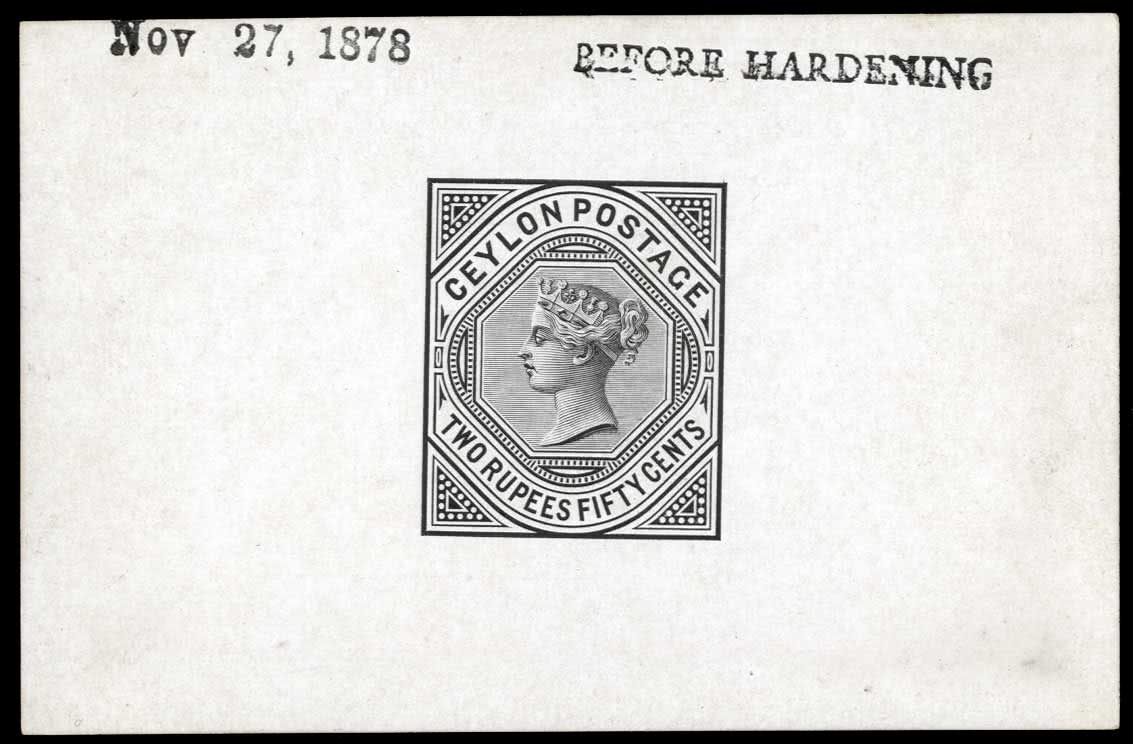 Nov 27, 1878
BEFORE HARDENING
CEYLON POSTAGE
TWO RUPEES FIFTY CENTS